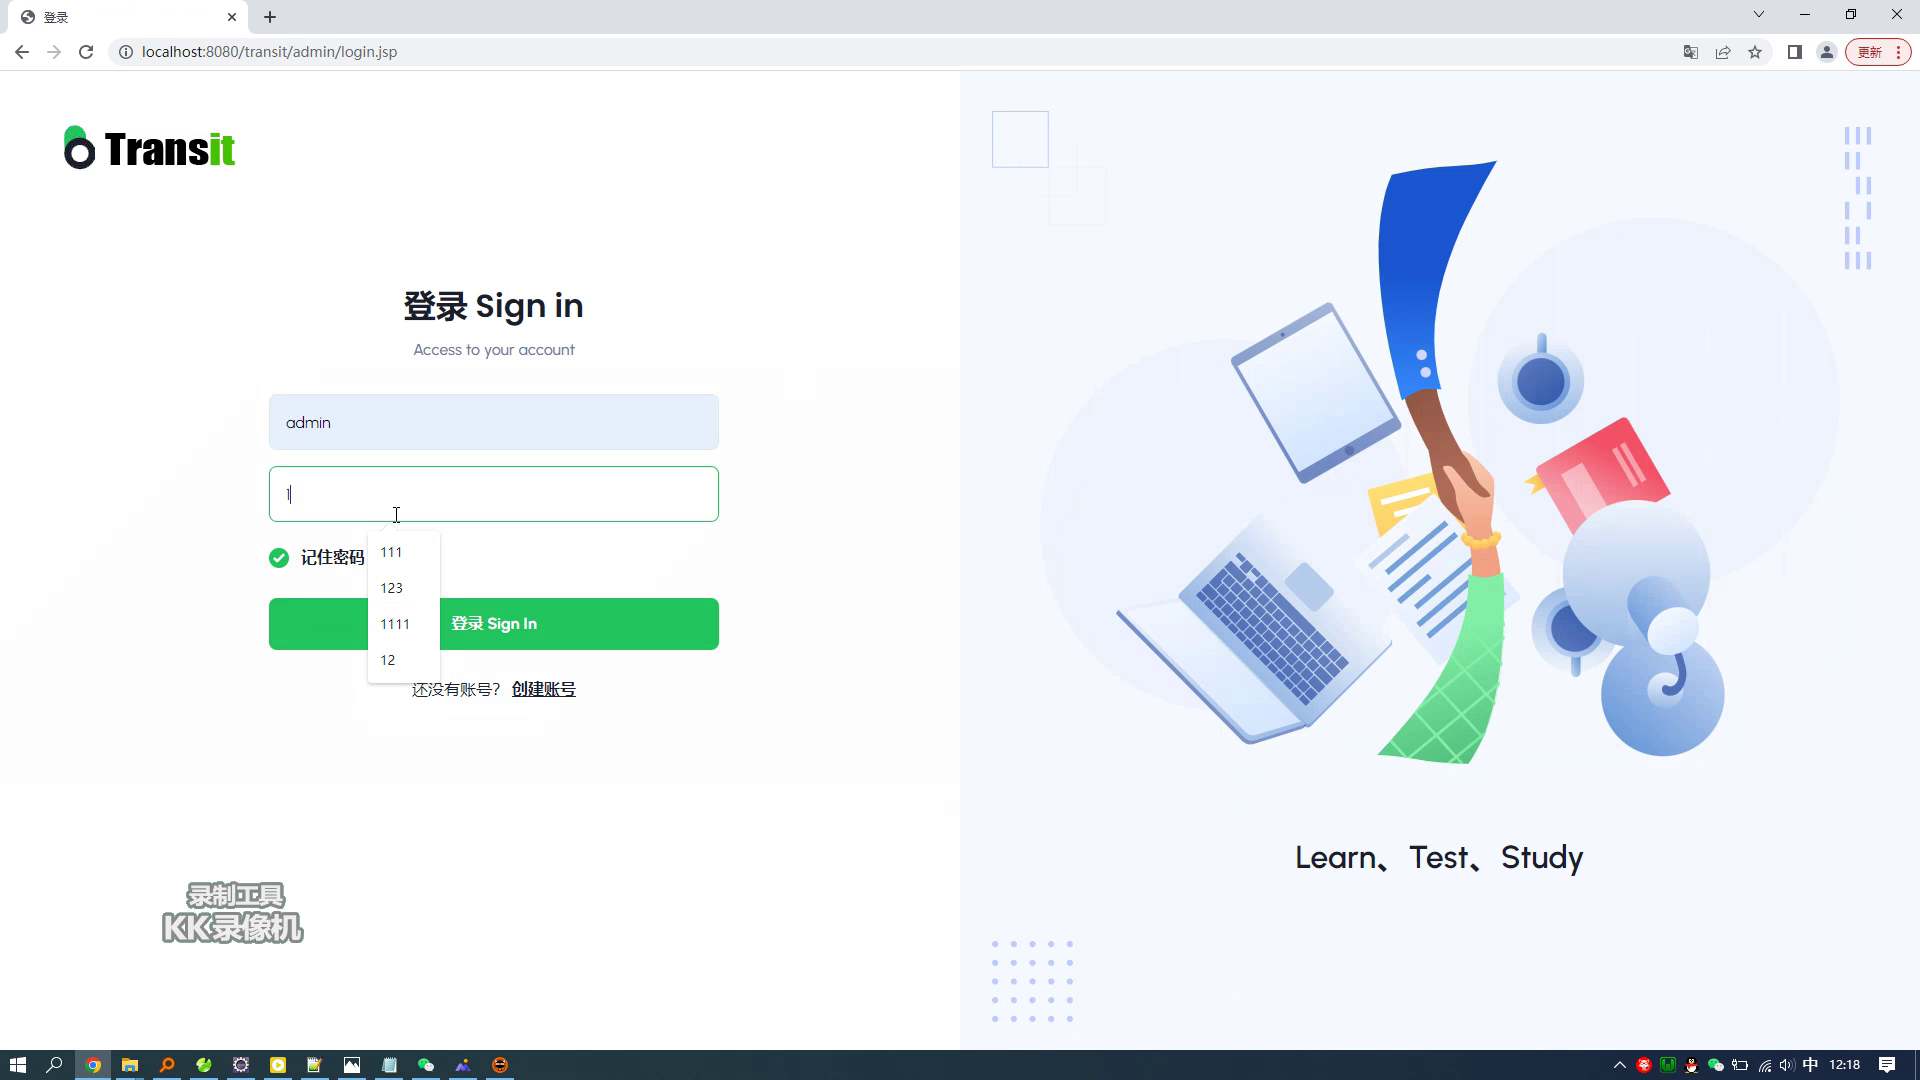 登录
localhost:8080/transit/admin/login.jsp
更新
Transit
登录 Sign in
Access to your account
admin
1
记住密码
111
123
1111
12
登录 Sign In
还没有账号? 创建账号
Learn、Test、Study
录制工具
KK录像机
中
12:18